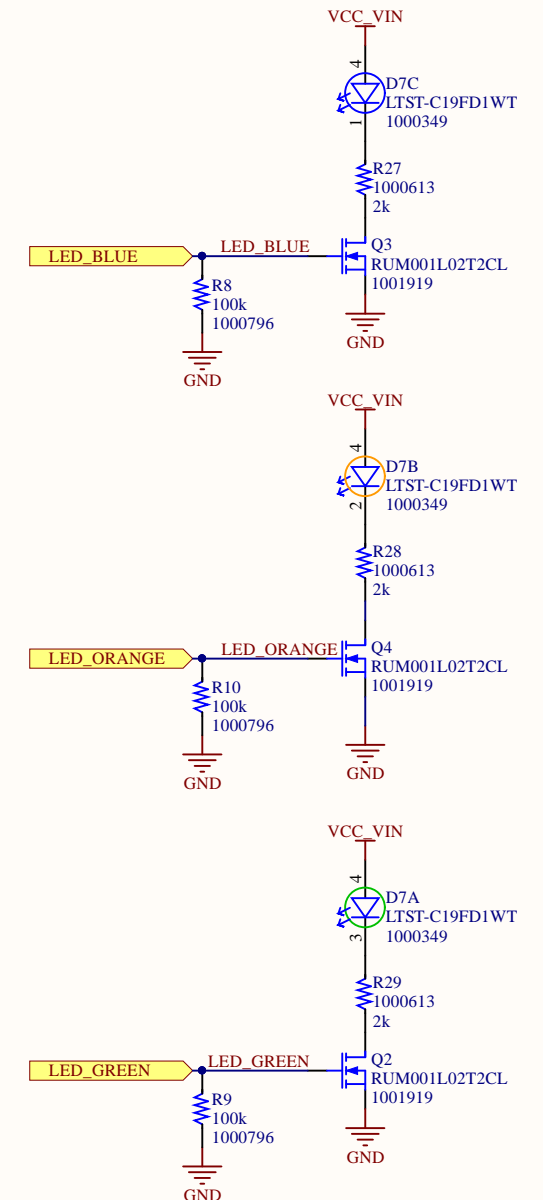 VCC_VIN
4
D7C
LTST-C19FD1WT
1000349
1
R27
1000613
2k
LED_BLUE
LED_BLUE
Q3
RUM001L02T2CL
1001919
R8
100k
1000796
GND
GND
VCC_VIN
4
D7B
LTST-C19FD1WT
1000349
2
R28
1000613
2k
LED_ORANGE
LED_ORANGE
Q4
RUM001L02T2CL
1001919
R10
100k
1000796
GND
GND
VCC_VIN
4
D7A
LTST-C19FD1WT
1000349
3
R29
1000613
2k
LED_GREEN
LED_GREEN
Q2
RUM001L02T2CL
1001919
R9
100k
1000796
GND
GND